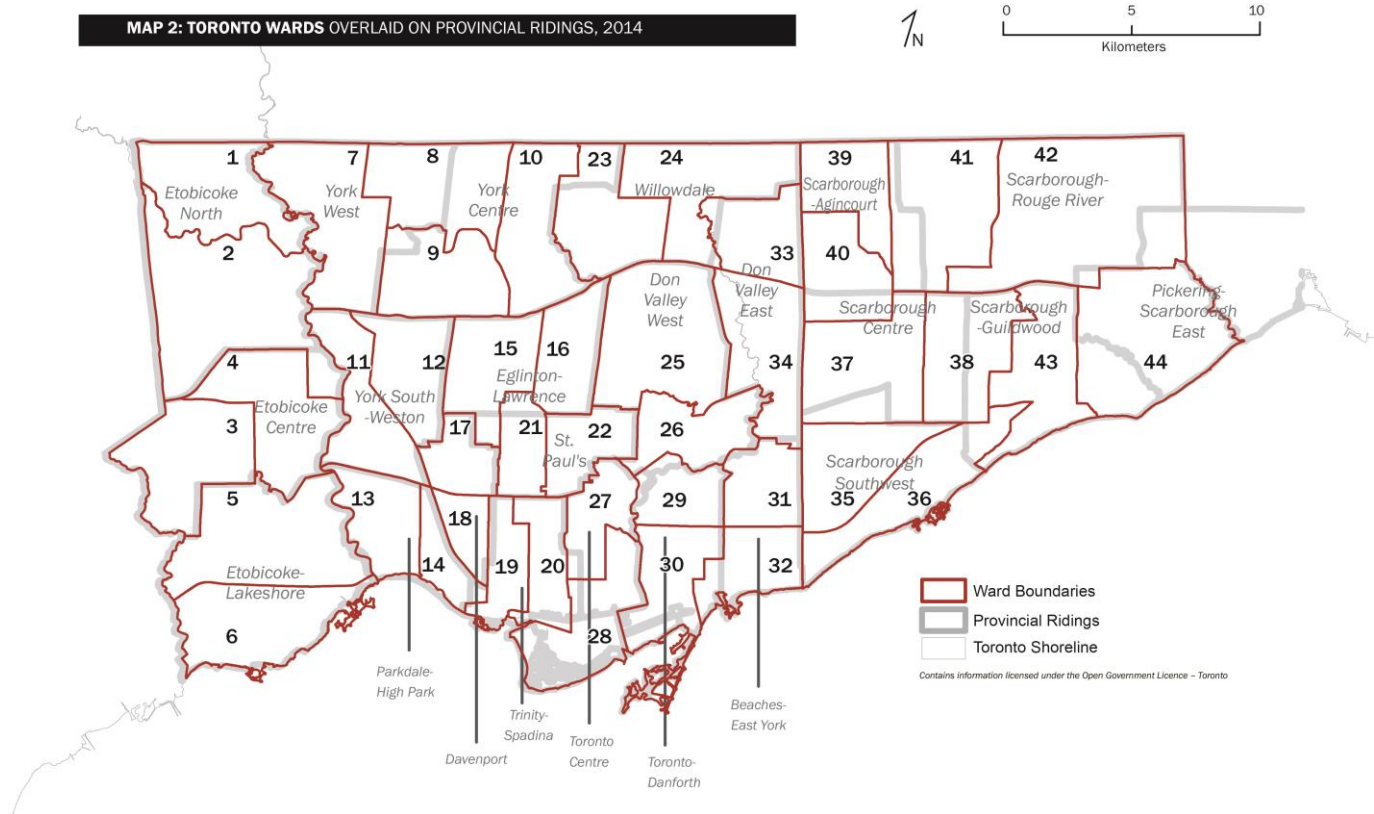 MAP 2: TORONTO WARDS OVERLAID ON PROVINCIAL RIDINGS, 2014
N
0 5 10
Kilometers
1 7 8 10 23 24 39 41 42
Etobicoke
North
York
West
York
Centre
Willowdale
Scarborough
-Agincourt
Scarborough-
Rouge River
2 9 33 40
Don
Valley
West
Don
Valley
East
Scarborough
Centre
Scarborough
-Guildwood
Pickering-
Scarborough
East
4 11 12 15 16 25 34 37 38 43 44
Eglinton-
Lawrence
York South
-Weston
Etobicoke
Centre
3 17 21 22 26
St.
Paul's
Scarborough
Southwest
5 13 18 27 29 31 35 36
14 19 20 30 32
Etobicoke-
Lakeshore
6 28
Parkdale-
High Park
Davenport
Trinity-
Spadina
Toronto
Centre
Toronto-
Danforth
Beaches-
East York
Ward Boundaries
Provincial Ridings
Toronto Shoreline
Contains information licensed under the Open Government Licence – Toronto